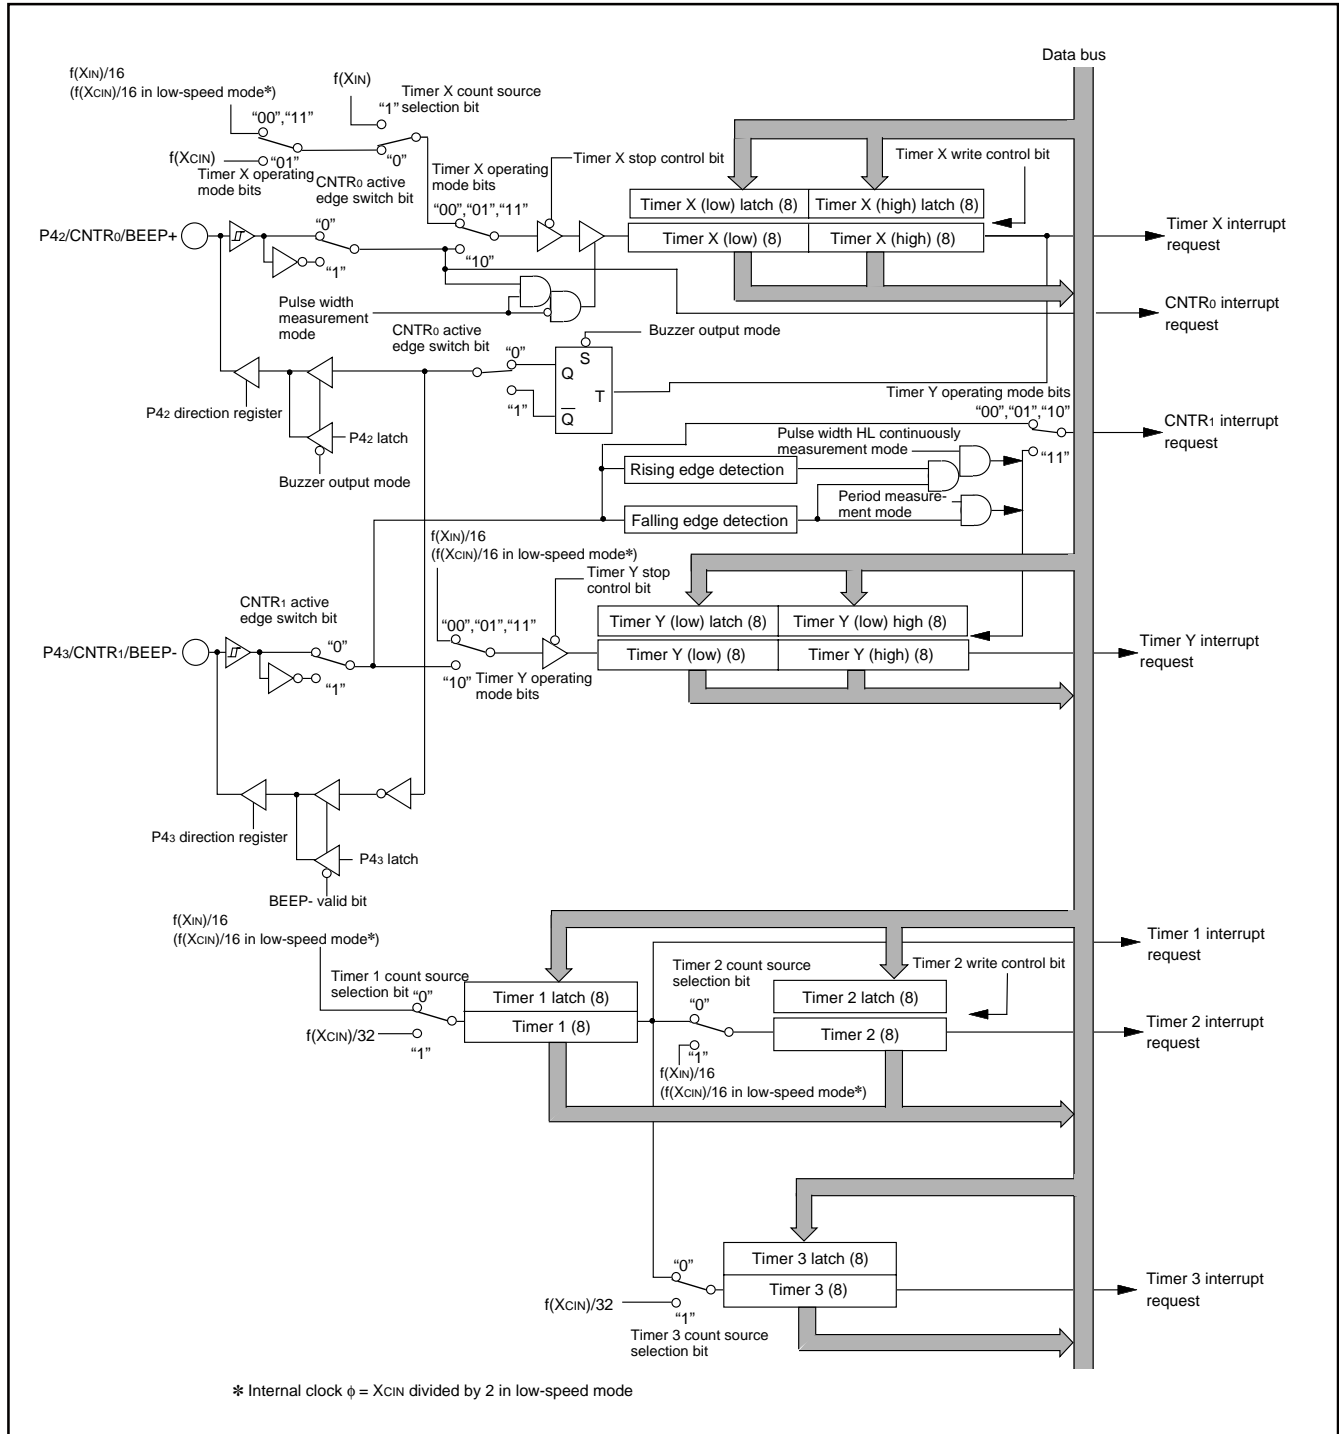 Data bus
f(XIN)/16
(f(XCIN)/16 in low-speed mode*)
f(XIN)
Timer X count source
selection bit
“1”
“00”,“11”
f(XCIN)
“01”
“0”
Timer X operating
mode bits
CNTR0 active
edge switch bit
Timer X operating
mode bits
“00”,“01”,“11”
Timer X stop control bit
Timer X write control bit
Timer X (low) latch (8)
Timer X (high) latch (8)
Timer X (low) (8)
Timer X (high) (8)
Timer X interrupt
request
P42/CNTR0/BEEP+
“0”
“1”
“10”
Pulse width
measurement
mode
CNTR0 interrupt
request
CNTR0 active
edge switch bit
Buzzer output mode
“0”
“1”
S
Q
T
Q
P42 direction register
P42 latch
Buzzer output mode
Timer Y operating mode bits
“00”,“01”,“10”
CNTR1 interrupt
request
“11”
Pulse width HL continuously
measurement mode
Rising edge detection
Period measure-
ment mode
Falling edge detection
f(XIN)/16
(f(XCIN)/16 in low-speed mode*)
Timer Y stop
control bit
CNTR1 active
edge switch bit
“00”,“01”,“11”
Timer Y (low) latch (8)
Timer Y (low) high (8)
Timer Y (low) (8)
Timer Y (high) (8)
Timer Y interrupt
request
P43/CNTR1/BEEP-
“0”
“1”
“10”
Timer Y operating
mode bits
P43 direction register
P43 latch
BEEP- valid bit
f(XIN)/16
(f(XCIN)/16 in low-speed mode*)
Timer 1 count source
selection bit
“0”
f(XCIN)/32
“1”
Timer 1 latch (8)
Timer 1 (8)
Timer 1 interrupt
request
Timer 2 count source
selection bit
“0”
“1”
f(XIN)/16
(f(XCIN)/16 in low-speed mode*)
Timer 2 write control bit
Timer 2 latch (8)
Timer 2 (8)
Timer 2 interrupt
request
“0”
f(XCIN)/32
“1”
Timer 3 count source
selection bit
Timer 3 latch (8)
Timer 3 (8)
Timer 3 interrupt
request
* Internal clock ϕ = XCIN divided by 2 in low-speed mode